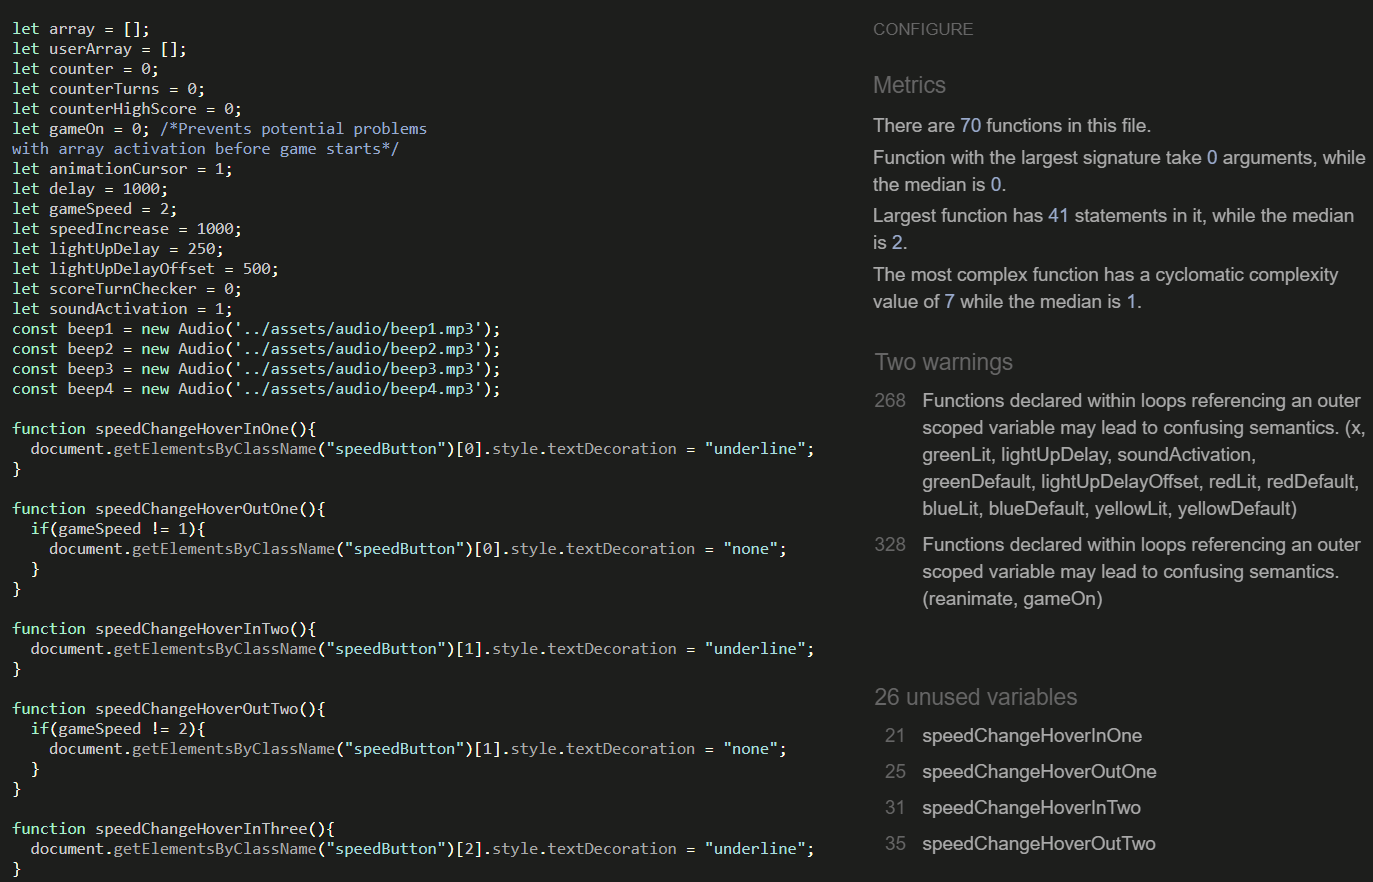 let array = [];
let userArray = [];
let counter = 0;
let counterTurns = 0;
let counterHighScore = 0;
let gameOn = 0; /*Prevents potential problems
with array activation before game starts*/
let animationCursor = 1;
let delay = 1000;
let gameSpeed = 2;
let speedIncrease = 1000;
let lightUpDelay = 250;
let lightUpDelayOffset = 500;
let scoreTurnChecker = 0;
let soundActivation = 1;
const beep1 = new Audio('../assets/audio/beep1.mp3');
const beep2 = new Audio('../assets/audio/beep2.mp3');
const beep3 = new Audio('../assets/audio/beep3.mp3');
const beep4 = new Audio('../assets/audio/beep4.mp3');
function speedChangeHoverInOne(){
  document.getElementsByClassName("speedButton")[0].style.textDecoration = "underline";
}
function speedChangeHoverOutOne(){
  if(gameSpeed != 1){
    document.getElementsByClassName("speedButton")[0].style.textDecoration = "none";
  }
}
function speedChangeHoverInTwo(){
  document.getElementsByClassName("speedButton")[1].style.textDecoration = "underline";
}
function speedChangeHoverOutTwo(){
  if(gameSpeed != 2){
    document.getElementsByClassName("speedButton")[1].style.textDecoration = "none";
  }
}
function speedChangeHoverInThree(){
  document.getElementsByClassName("speedButton")[2].style.textDecoration = "underline";
}
CONFIGURE
Metrics
There are 70 functions in this file.
Function with the largest signature take 0 arguments, while
the median is 0.
Largest function has 41 statements in it, while the median
is 2.
The most complex function has a cyclomatic complexity
value of 7 while the median is 1.
Two warnings
268 Functions declared within loops referencing an outer
scoped variable may lead to confusing semantics. (x,
greenLit, lightUpDelay, soundActivation,
greenDefault, lightUpDelayOffset, redLit, redDefault,
blueLit, blueDefault, yellowLit, yellowDefault)
328 Functions declared within loops referencing an outer
scoped variable may lead to confusing semantics.
(reanimate, gameOn)
26 unused variables
21 speedChangeHoverInOne
25 speedChangeHoverOutOne
31 speedChangeHoverInTwo
35 speedChangeHoverOutTwo